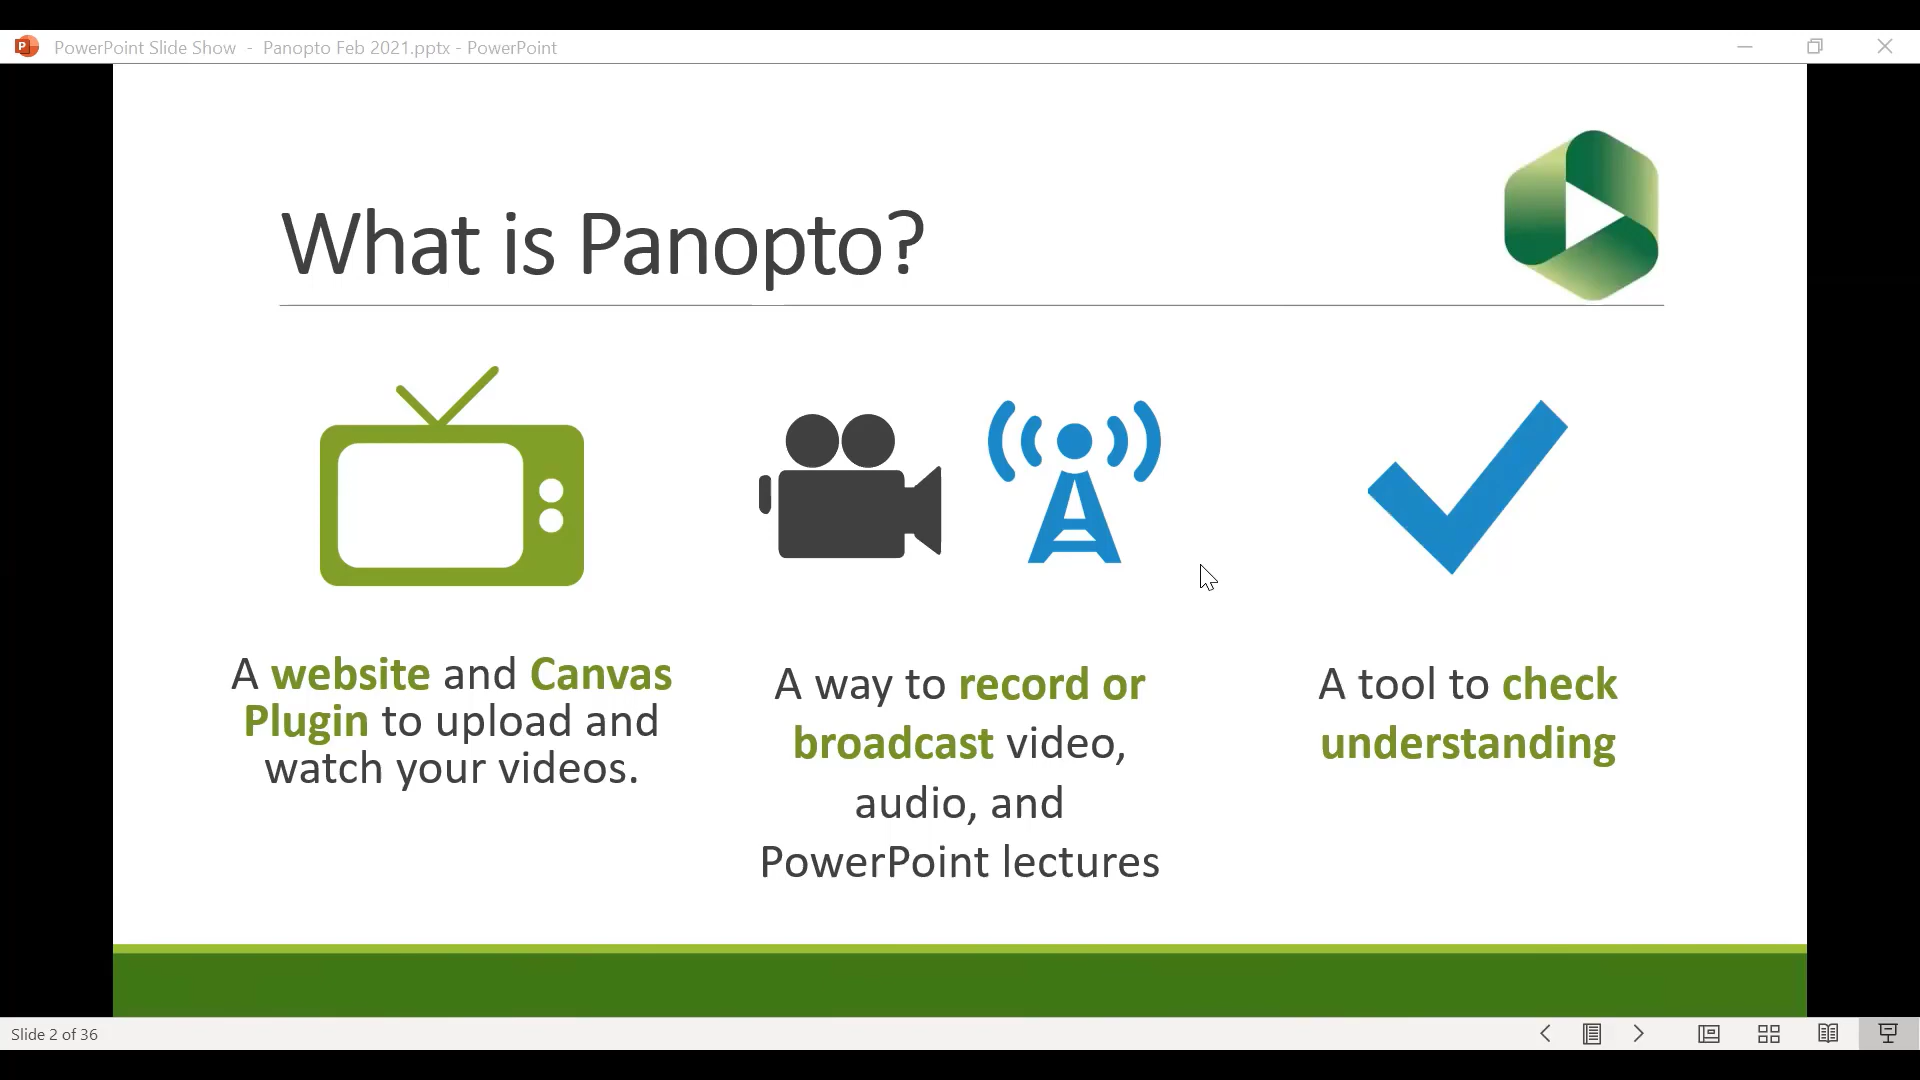 PowerPoint Slide Show - Panopto Feb 2021.pptx - PowerPoint
What is Panopto?
A website and Canvas
Plugin to upload and
watch your videos.
A way to record or
broadcast video,
audio, and
PowerPoint lectures
A tool to check
understanding
Slide 2 of 36